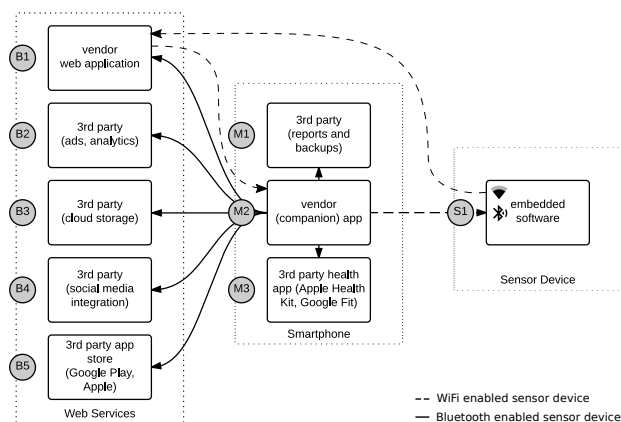 B1
vendor
web application
B2
3rd party
(ads, analytics)
B3
3rd party
(cloud storage)
B4
3rd party
(social media
integration)
B5
3rd party app
store
(Google Play,
Apple)
Web Services
M1
3rd party
(reports and
backups)
M2
vendor
(companion) app
M3
3rd party health
app (Apple Health
Kit, Google Fit)
Smartphone
S1
embedded
software
Sensor Device
WiFi enabled sensor device
Bluetooth enabled sensor device